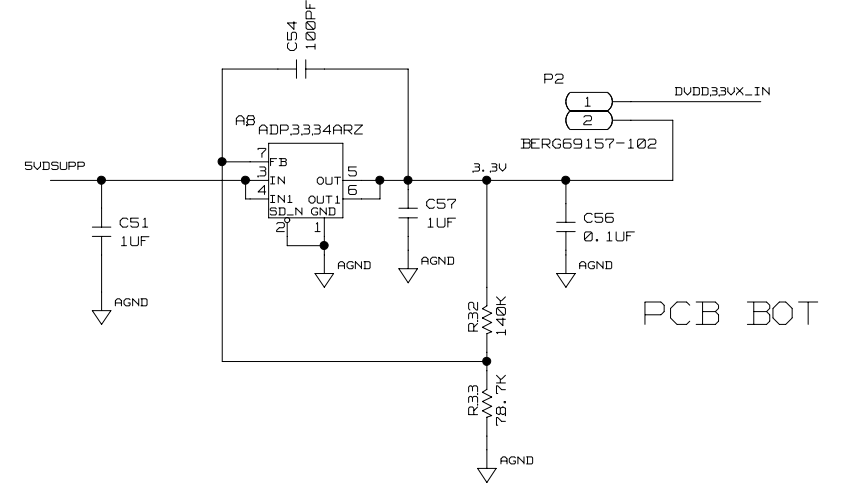 C54
100PF
P2
DVDD3.3VX_IN
1
2
BERG69157-102
A8
ADP3334ARZ
7
FB
5VDSUPP
3
IN
OUT
5
3.3V
4
IN1
OUT1
6
SD_N
GND
2
1
C51
1UF
C57
1UF
C56
0.1UF
AGND
AGND
AGND
AGND
R32
140K
PCB BOT
R33
78.7K
AGND